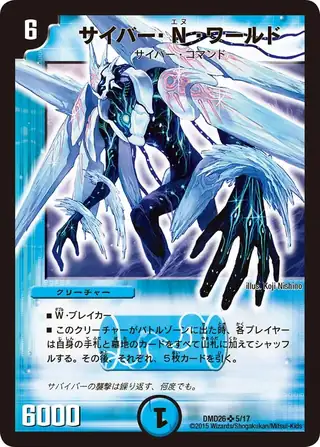 6
エヌ
サイバー・N・ワールド
サイバー・コマンド
illus. Koji Nishino
クリーチャー
■W・ブレイカー
■このクリーチャーがバトルゾーンに出た時、各プレイヤー
は自身の手札と墓地のカードをすべて山札に加えてシャッフ
ルする。その後、それぞれ、5枚カードを引く。
サバイバーの襲撃は繰り返す、何度でも。
6000
1
DMD26 5/17
©2015 Wizards/Shogakukan/Mitsui-Kids